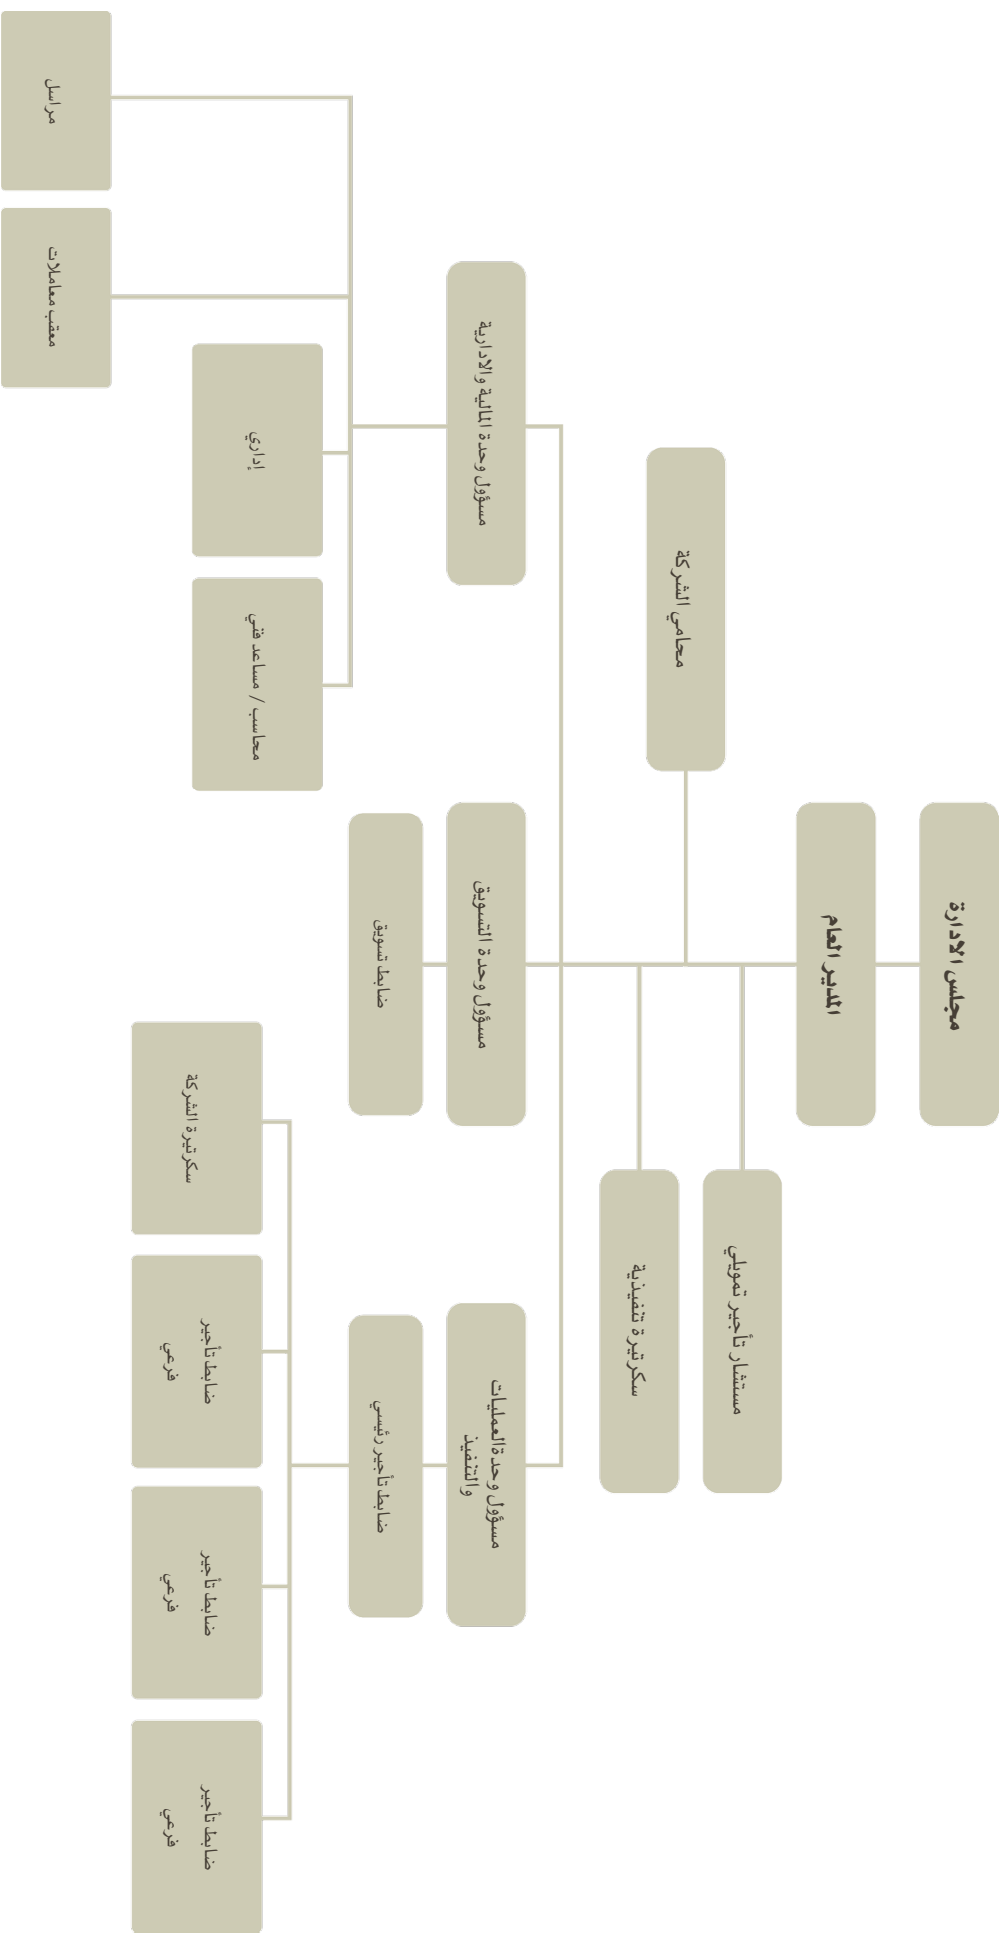 مجلس الادارة
المدير العام
مستشار تأجير تمويلي
محامي الشركة
سكرتيرة تنفيذية
مسؤول وحدة العمليات
والتنفيذ
مسؤول وحدة التسويق
مسؤول وحدة المالية والادارية
ضابط تأجير رئيسي
ضابط تسويق
ضابط تأجير
فرعي
ضابط تأجير
فرعي
ضابط تأجير
فرعي
سكرتيرة الشركة
محاسب / مساعد فني
إداري
معقب معاملات
مراسل